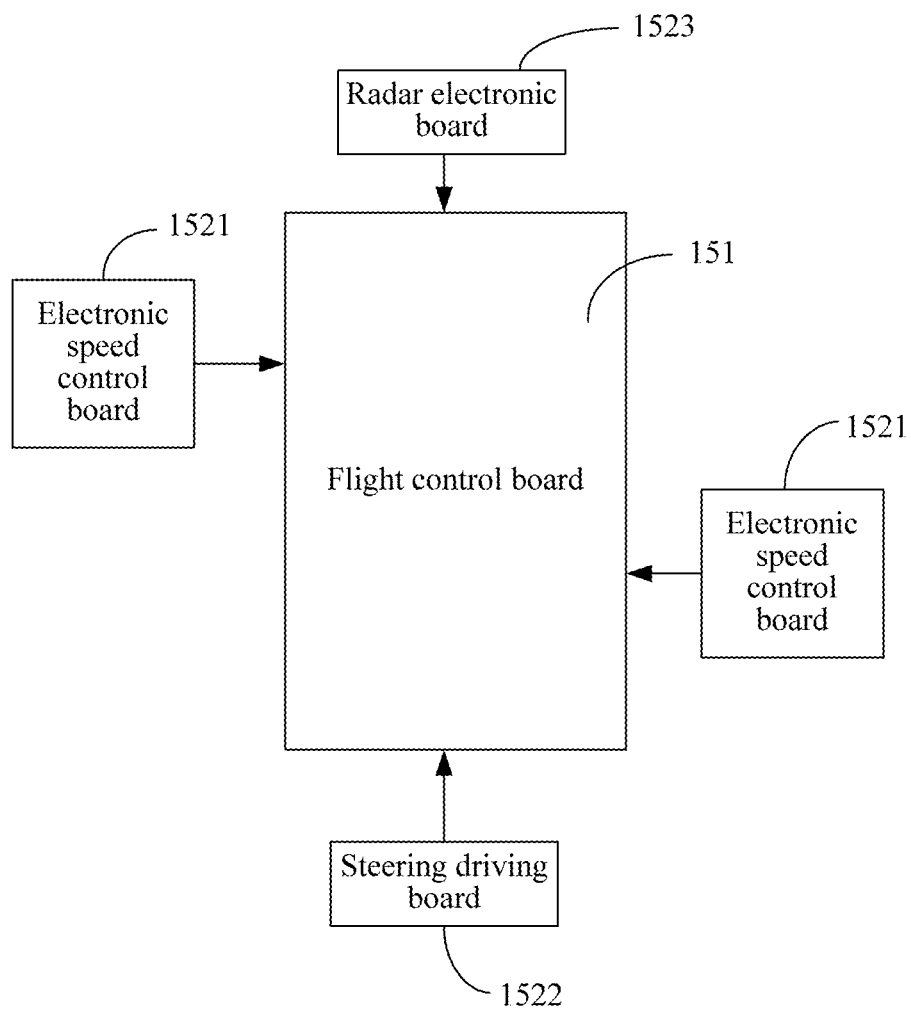 1523
Radar electronic
board
1521
151
Electronic
speed
control
board
1521
Flight control board
Electronic
speed
control
board
Steering driving
board
1522